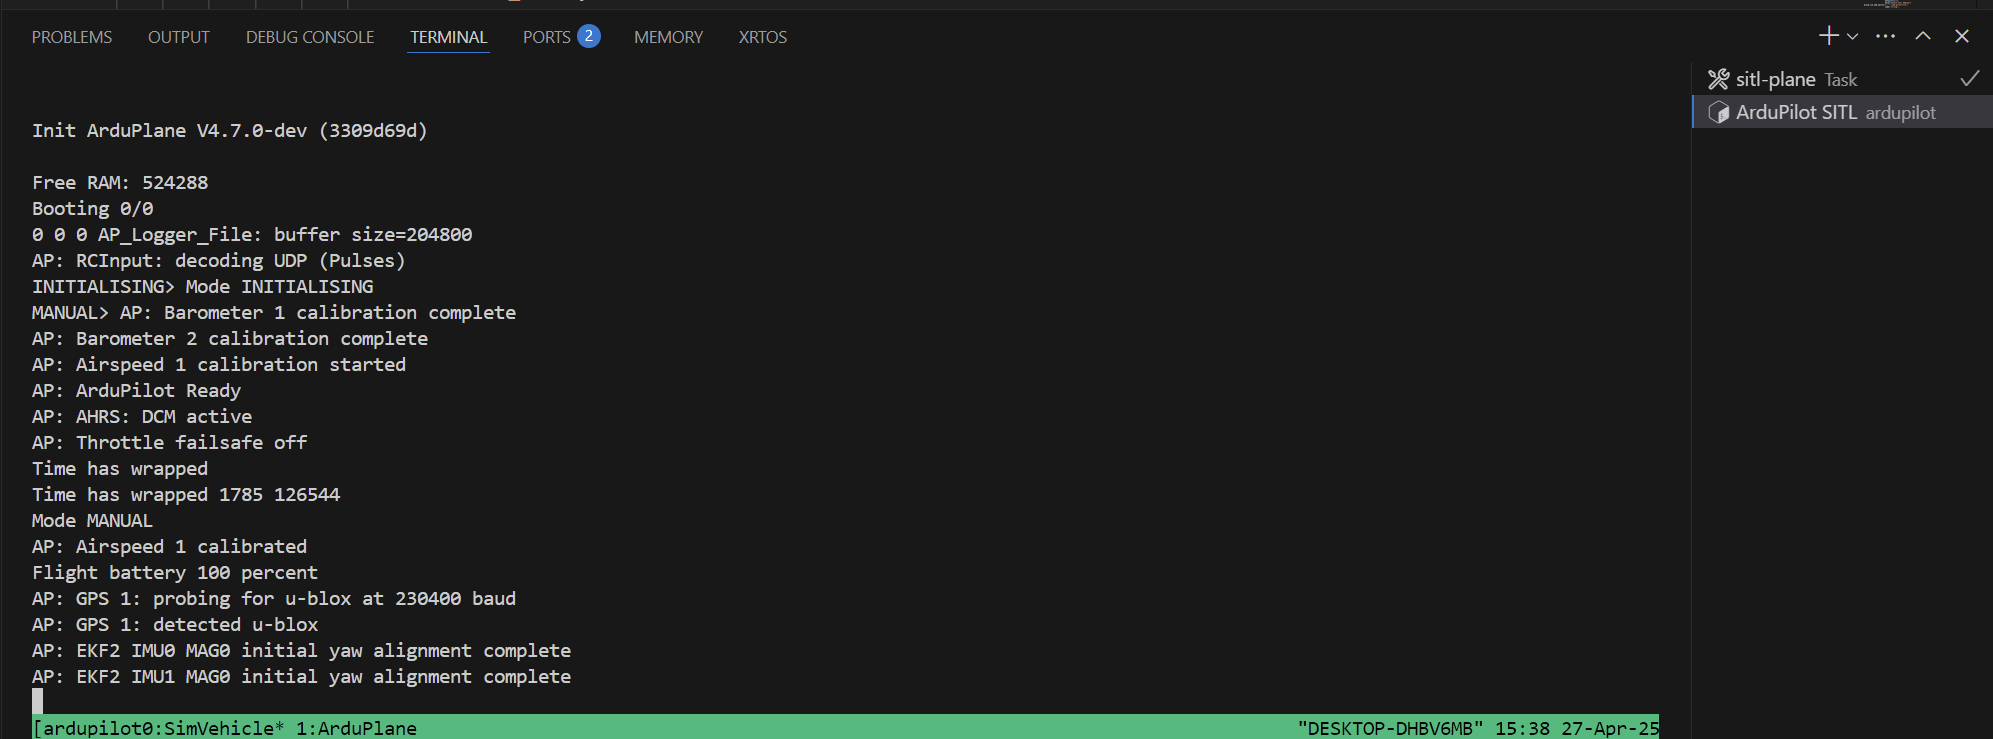 PROBLEMS OUTPUT DEBUG CONSOLE TERMINAL PORTS 2 MEMORY XRTOS
sitl-plane Task
ArduPilot SITL ardupilot
Init ArduPlane V4.7.0-dev (3309d69d)
Free RAM: 524288
Booting 0/0
0 0 0 AP_Logger_File: buffer size=204800
AP: RCInput: decoding UDP (Pulses)
INITIALISING> Mode INITIALISING
MANUAL> AP: Barometer 1 calibration complete
AP: Barometer 2 calibration complete
AP: Airspeed 1 calibration started
AP: ArduPilot Ready
AP: AHRS: DCM active
AP: Throttle failsafe off
Time has wrapped
Time has wrapped 1785 126544
Mode MANUAL
AP: Airspeed 1 calibrated
Flight battery 100 percent
AP: GPS 1: probing for u-blox at 230400 baud
AP: GPS 1: detected u-blox
AP: EKF2 IMU0 MAG0 initial yaw alignment complete
AP: EKF2 IMU1 MAG0 initial yaw alignment complete
[ardupilot0:SimVehicle* 1:ArduPlane "DESKTOP-DHBV6MB" 15:38 27-Apr-25